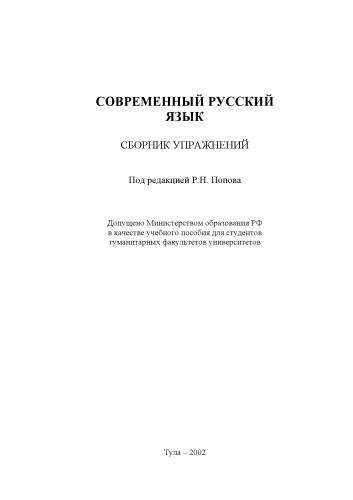 СОВРЕМЕННЫЙ РУССКИЙ
ЯЗЫК
СБОРНИК УПРАЖНЕНИЙ
Под редакцией Р.Н. Попова
Допущено Министерством образования РФ
в качестве учебного пособия для студентов
гуманитарных факультетов университетов
Тула – 2002